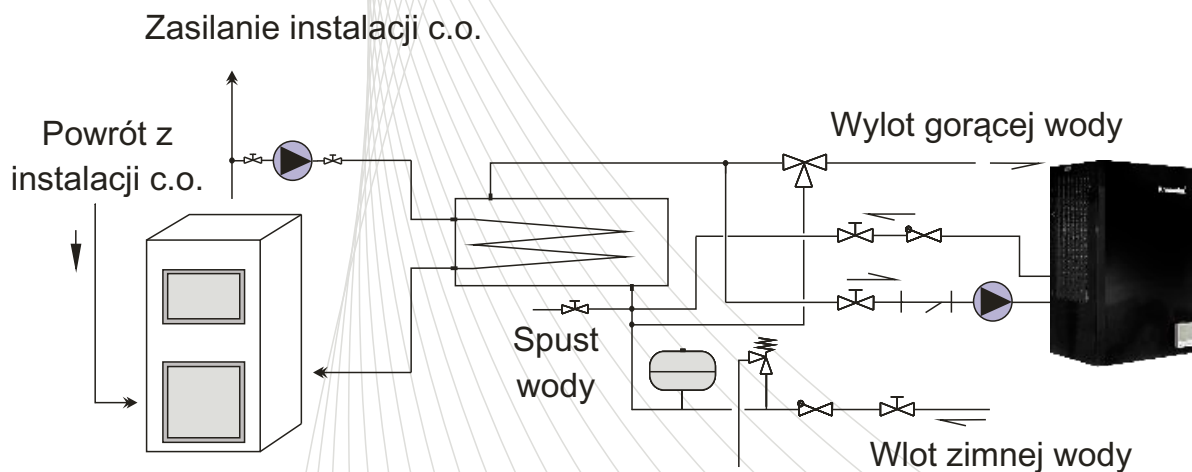 Zasilanie instalacji c.o.
Powrót z
instalacji c.o.
Wylot gorącej wody
Spust
wody
Wlot zimnej wody